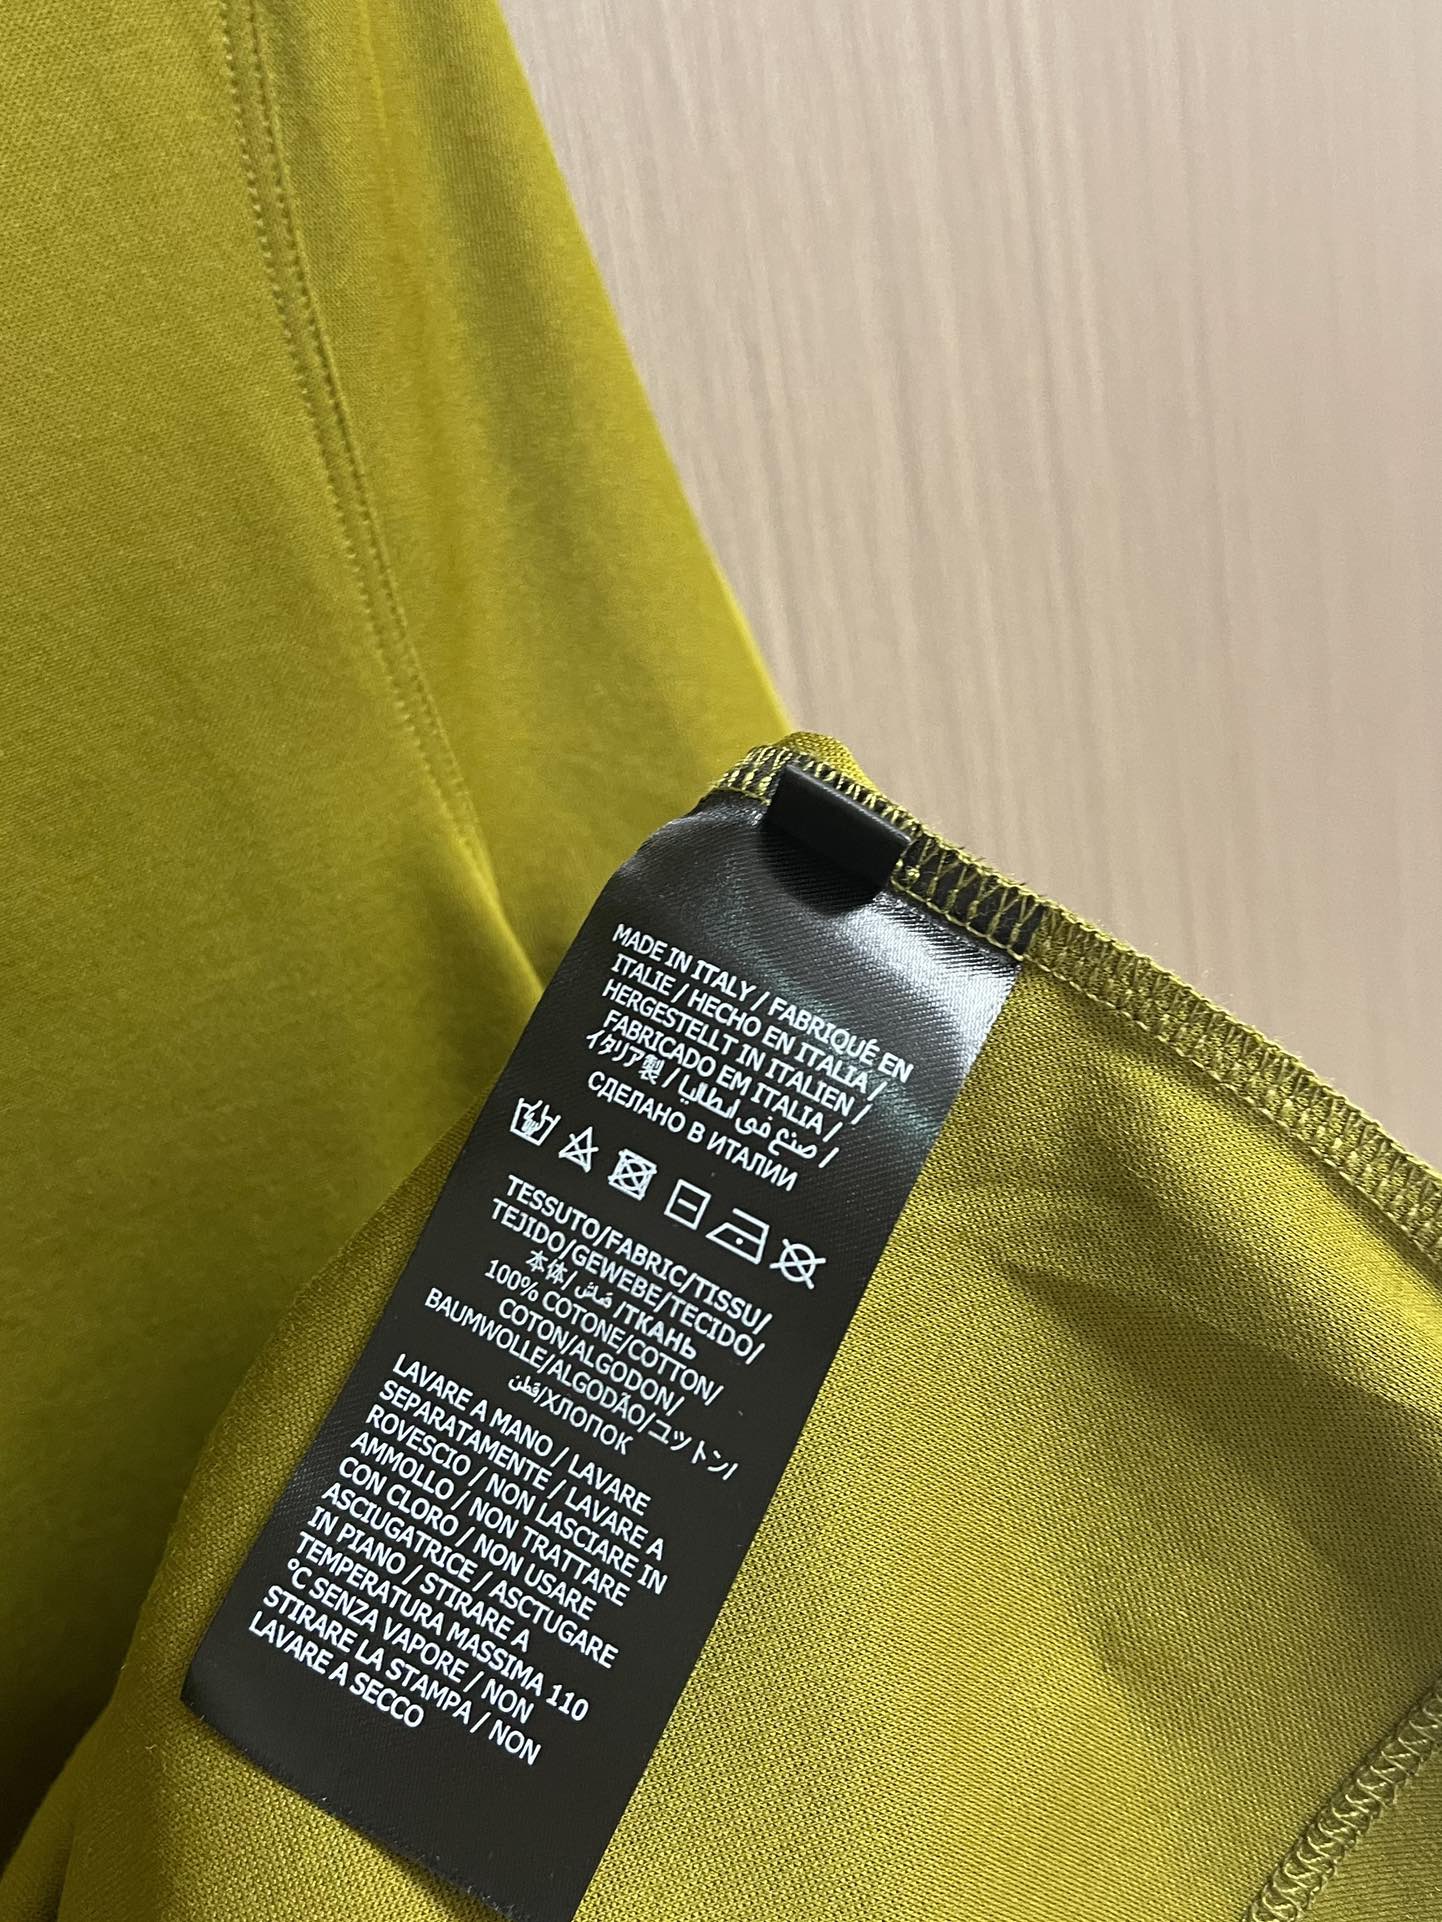 MADE IN ITALY / FABRIQUÉ EN
ITALIE / HECHO EN ITALIA /
HERGESTELLT IN ITALIEN /
FABRICADO EM ITALIA /
イタリア製 / صنع في ايطاليا /
СДЕЛАНО В ИТАЛИИ
TESSUTO/FABRIC/TISSU/
TEJIDO/GEWEBE/TECIDO/
本体/قماش/ТКАНЬ
100% COTONE/COTTON/
COTON/ALGODON/
BAUMWOLLE/ALGODÃO/ユットン/
قطن/ХЛОПОК
LAVARE A MANO / LAVARE
SEPARATAMENTE / LAVARE A
ROVESCIO / NON LASCIARE IN
AMMOLLO / NON TRATTARE
CON CLORO / NON USARE
ASCIUGATRICE / ASCTUGARE
IN PIANO / STIRARE A
TEMPERATURA MASSIMA 110
°C SENZA VAPORE / NON
STIRARE LA STAMPA / NON
LAVARE A SECCO